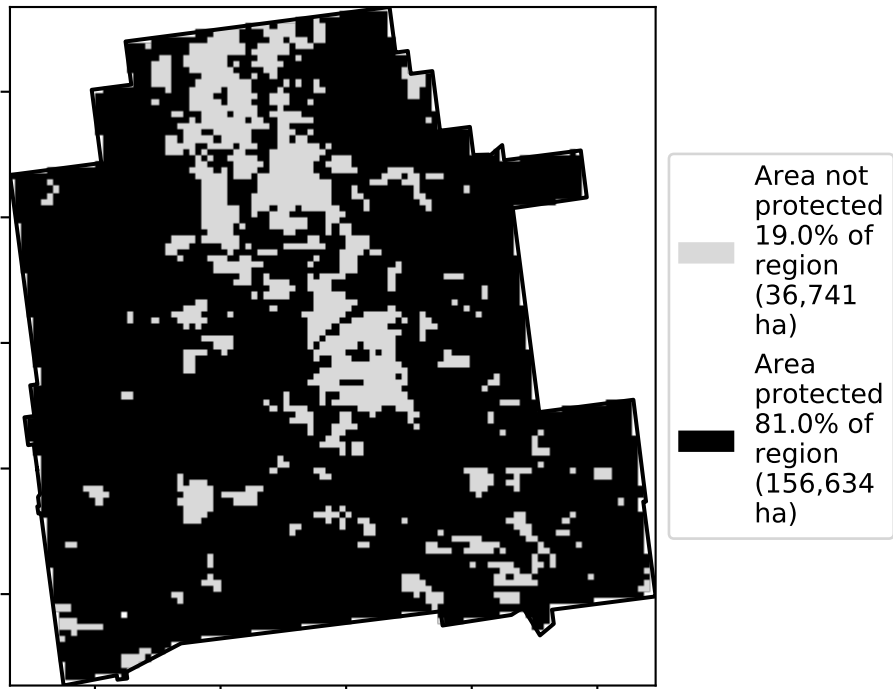 Area not
protected
19.0% of
region
(36,741
ha)
Area
protected
81.0% of
region
(156,634
ha)